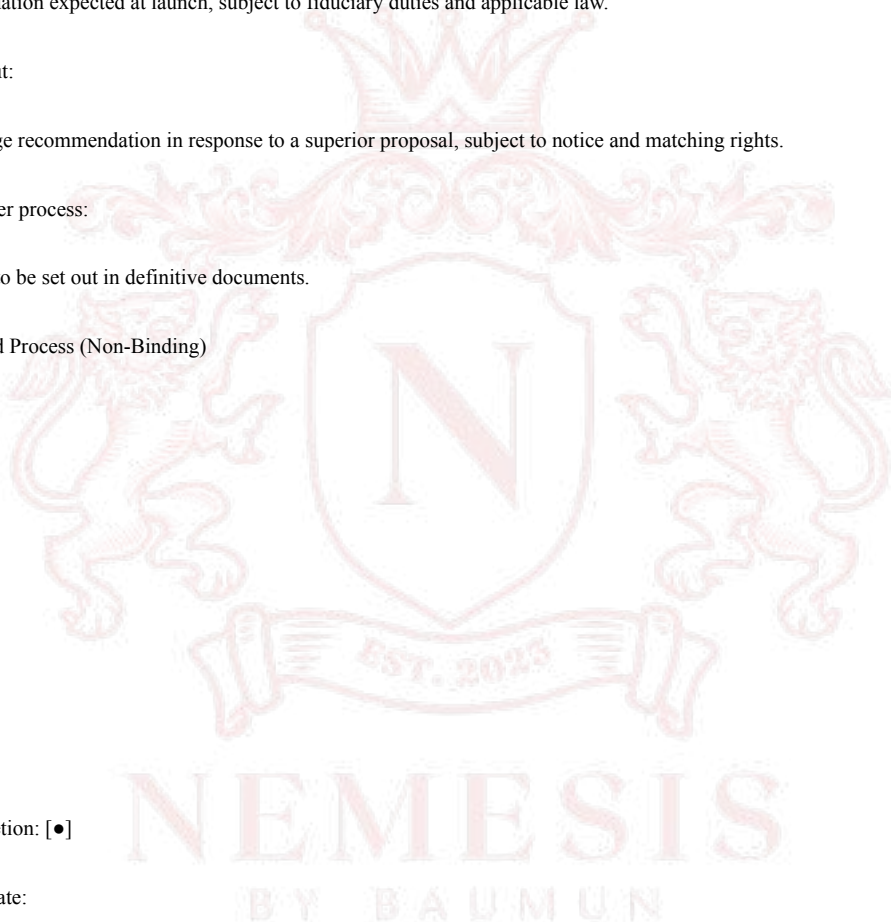 ation expected at launch, subject to fiduciary duties and applicable law.
t:
ge recommendation in response to a superior proposal, subject to notice and matching rights.
er process:
o be set out in definitive documents.
d Process (Non-Binding)
N
EST. 2023
NEMESIS
tion: [●]
ate:
BY BAUMUN